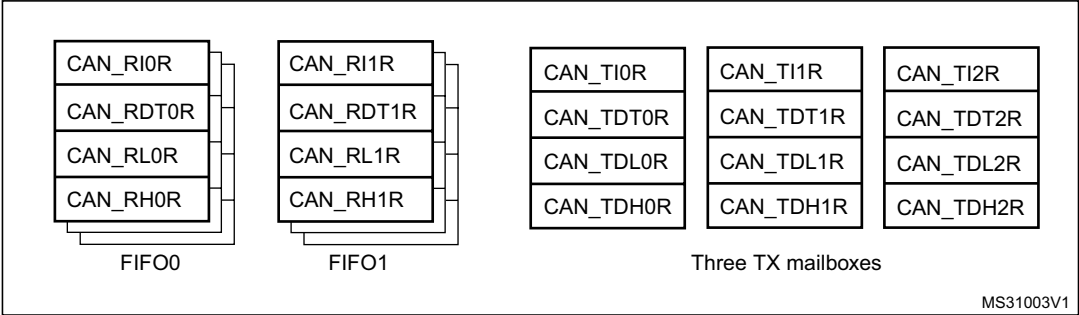 CAN_RI0R
CAN_RDT0R
CAN_RL0R
CAN_RH0R
FIFO0
CAN_RI1R
CAN_RDT1R
CAN_RL1R
CAN_RH1R
FIFO1
CAN_TI0R
CAN_TDT0R
CAN_TDL0R
CAN_TDH0R
CAN_TI1R
CAN_TDT1R
CAN_TDL1R
CAN_TDH1R
CAN_TI2R
CAN_TDT2R
CAN_TDL2R
CAN_TDH2R
Three TX mailboxes
MS31003V1